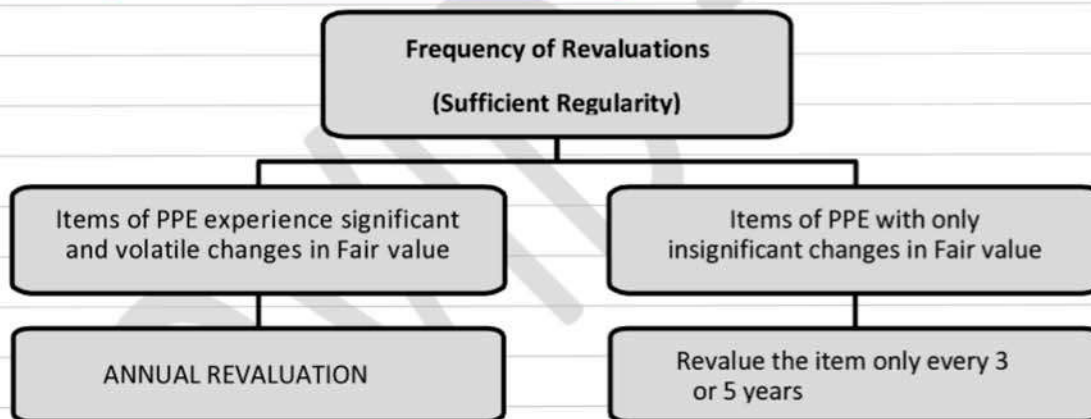 Frequency of Revaluations
(Sufficient Regularity)
Items of PPE experience significant
and volatile changes in Fair value
Items of PPE with only
insignificant changes in Fair value
ANNUAL REVALUATION
Revalue the item only every 3
or 5 years